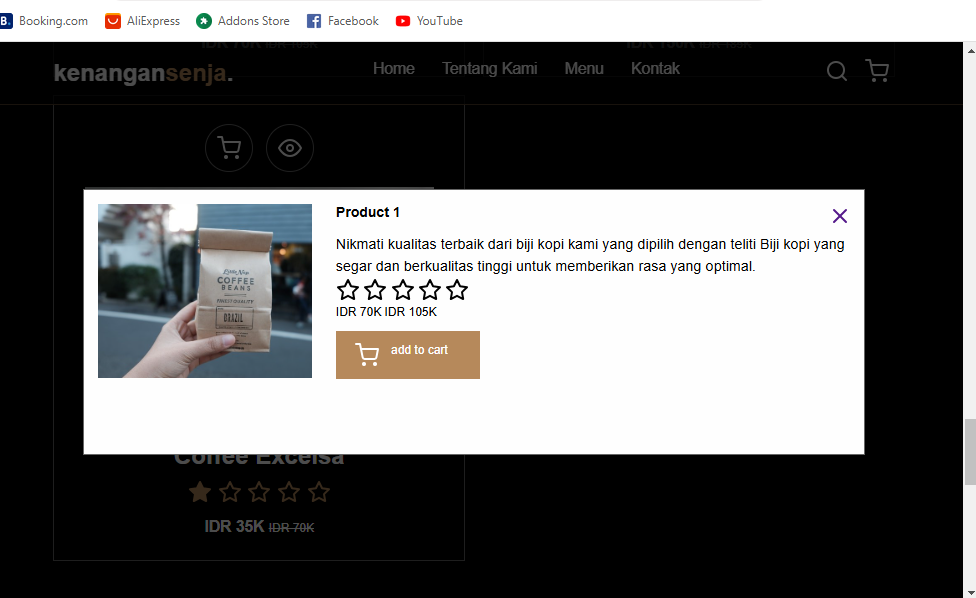 B. Booking.com AliExpress Addons Store Facebook YouTube
IDR 70K IDR 105K IDR 100K IDR 185K
kenangansenja. Home Tentang Kami Menu Kontak
Product 1
Nikmati kualitas terbaik dari biji kopi kami yang dipilih dengan teliti Biji kopi yang
segar dan berkualitas tinggi untuk memberikan rasa yang optimal.
IDR 70K IDR 105K
add to cart
COFFEE
BEANS
BRAZIL
Coffee Excelsa
IDR 35K IDR 70K